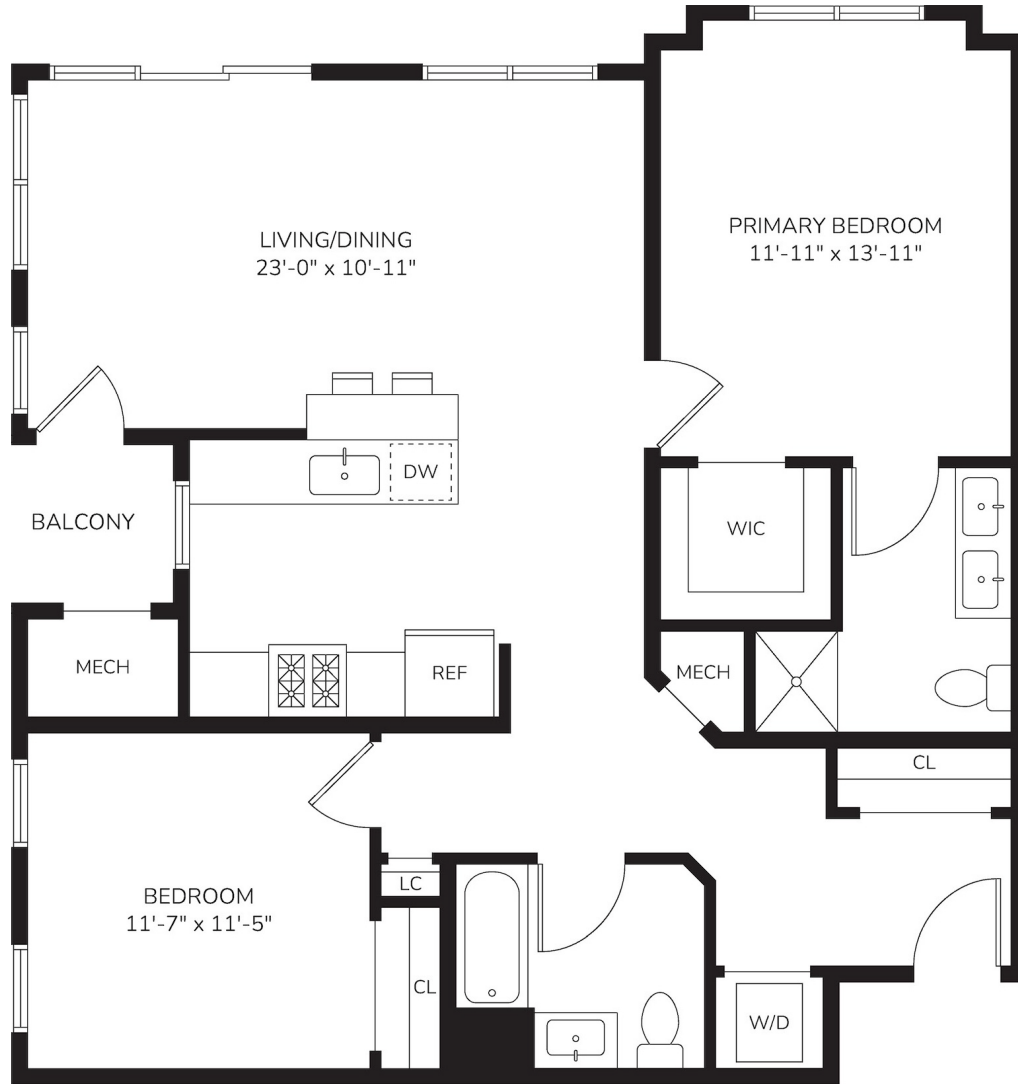 PRIMARY BEDROOM
11'-11" x 13'-11"
LIVING/DINING
23'-0" x 10'-11"
DW
BALCONY
WIC
MECH
REF
MECH
CL
LC
BEDROOM
11'-7" x 11'-5"
CL
W/D